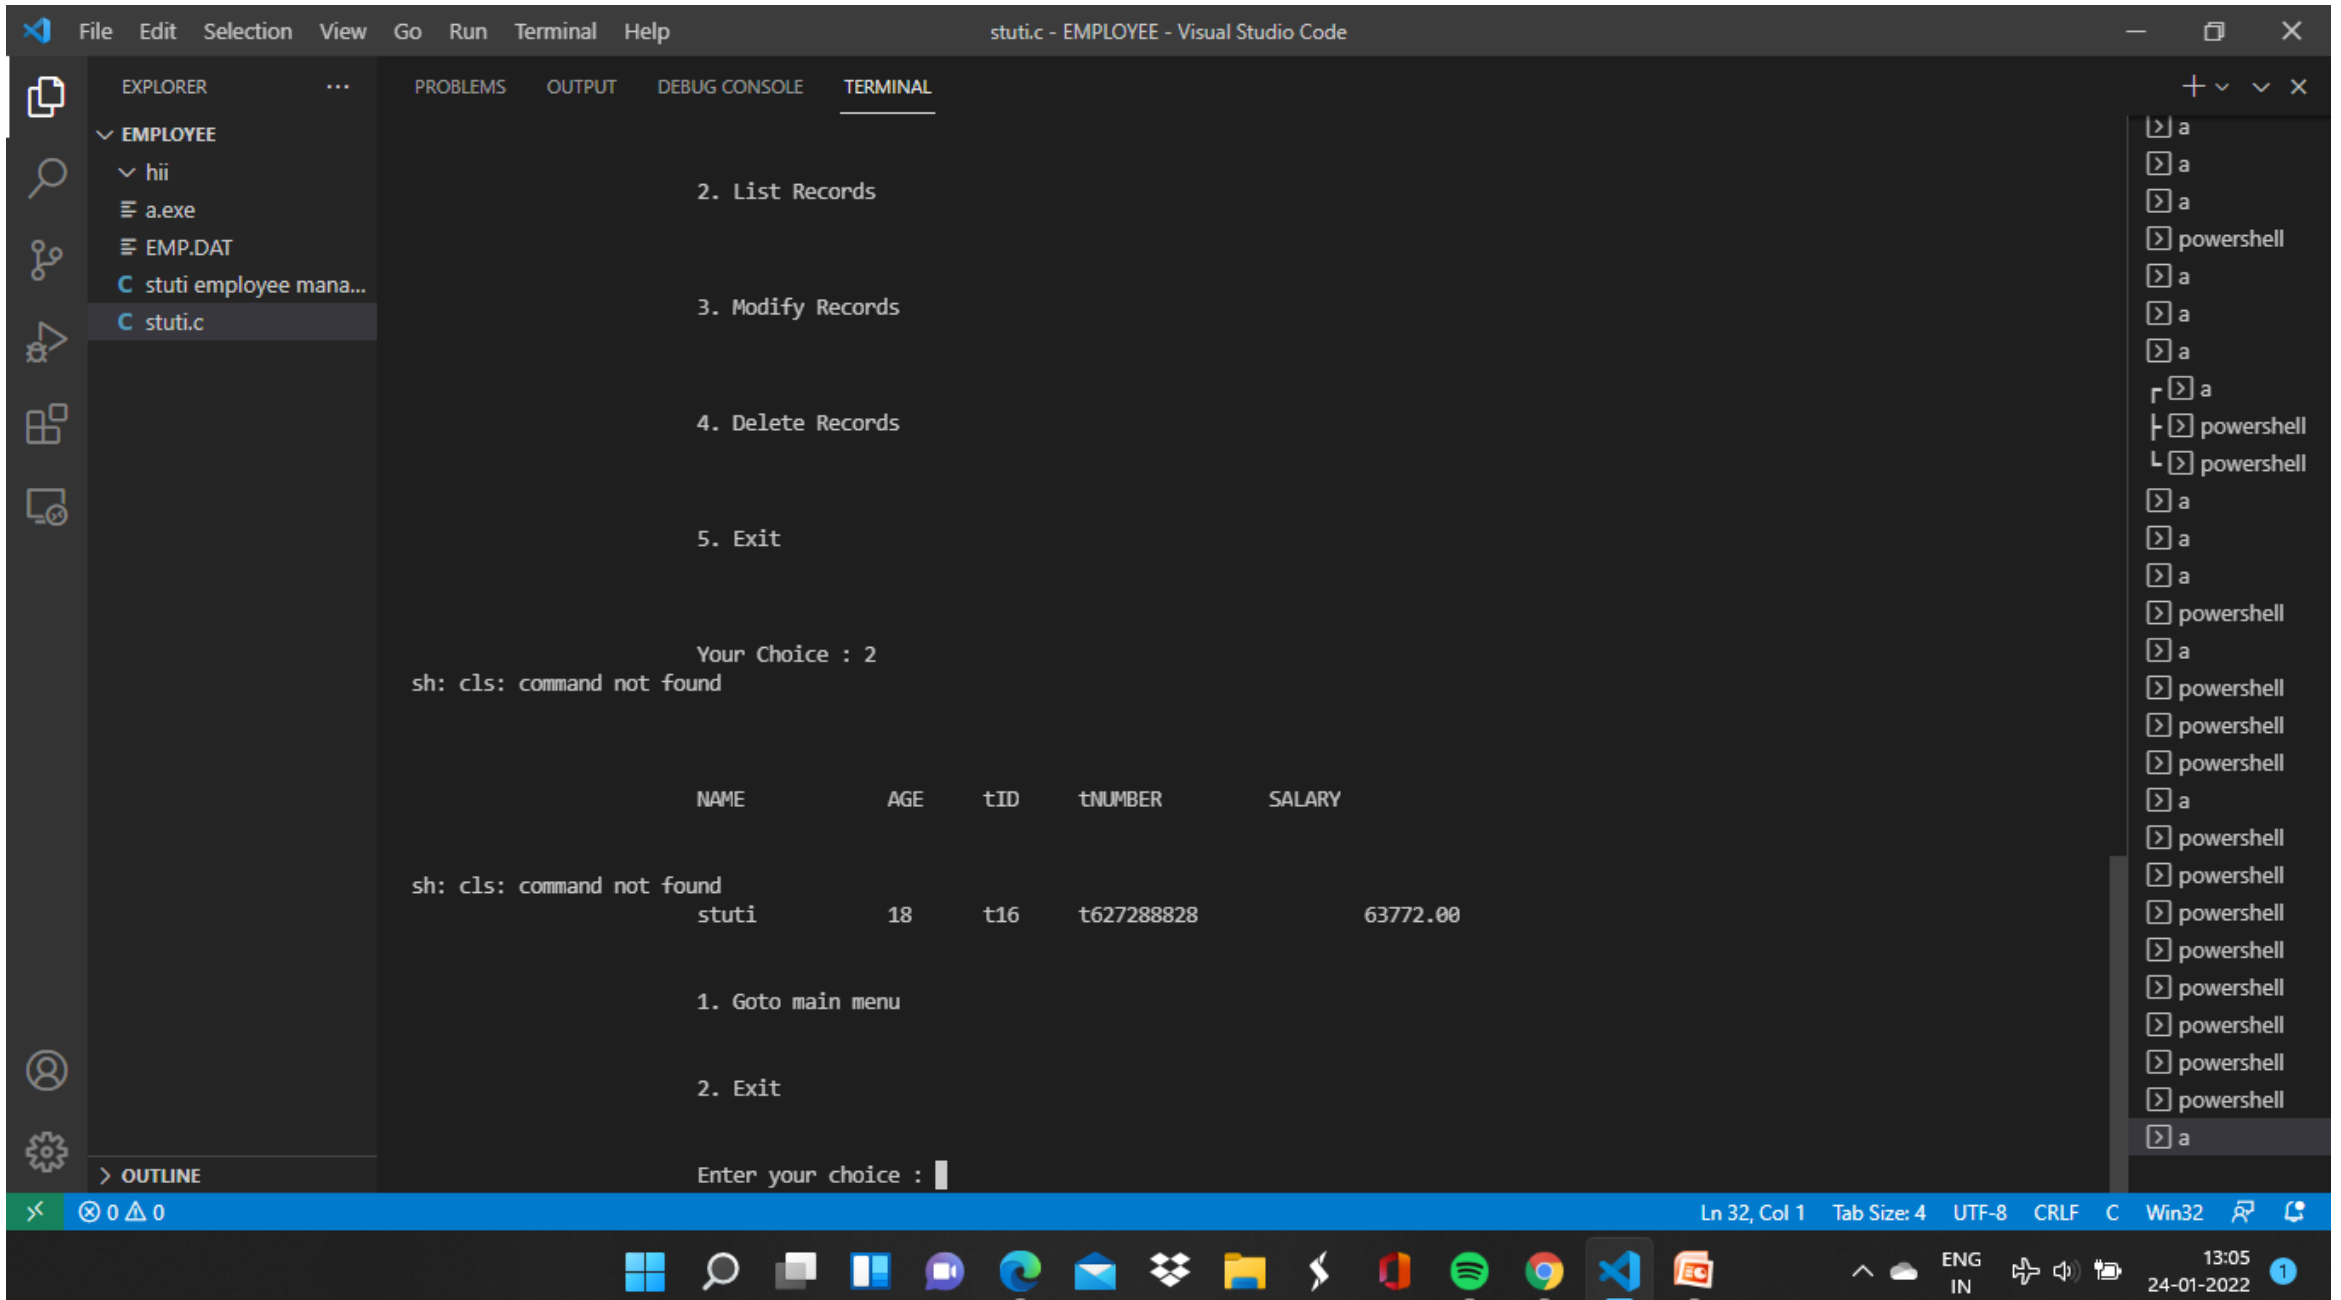 File Edit Selection View Go Run Terminal Help stuti.c - EMPLOYEE - Visual Studio Code
EXPLORER ...
EMPLOYEE
hii
a.exe
EMP.DAT
C stuti employee mana...
C stuti.c
OUTLINE
PROBLEMS OUTPUT DEBUG CONSOLE TERMINAL
2. List Records
3. Modify Records
4. Delete Records
5. Exit
Your Choice : 2
sh: cls: command not found
NAME AGE tID tNUMBER SALARY
sh: cls: command not found
stuti 18 t16 t627288828 63772.00
1. Goto main menu
2. Exit
Enter your choice :
a
a
a
powershell
a
a
a
a
powershell
powershell
a
a
a
powershell
a
powershell
powershell
powershell
a
powershell
powershell
powershell
powershell
powershell
powershell
powershell
powershell
a
0 0 Ln 32, Col 1 Tab Size: 4 UTF-8 CRLF C Win32
ENG
IN
13:05
24-01-2022
1